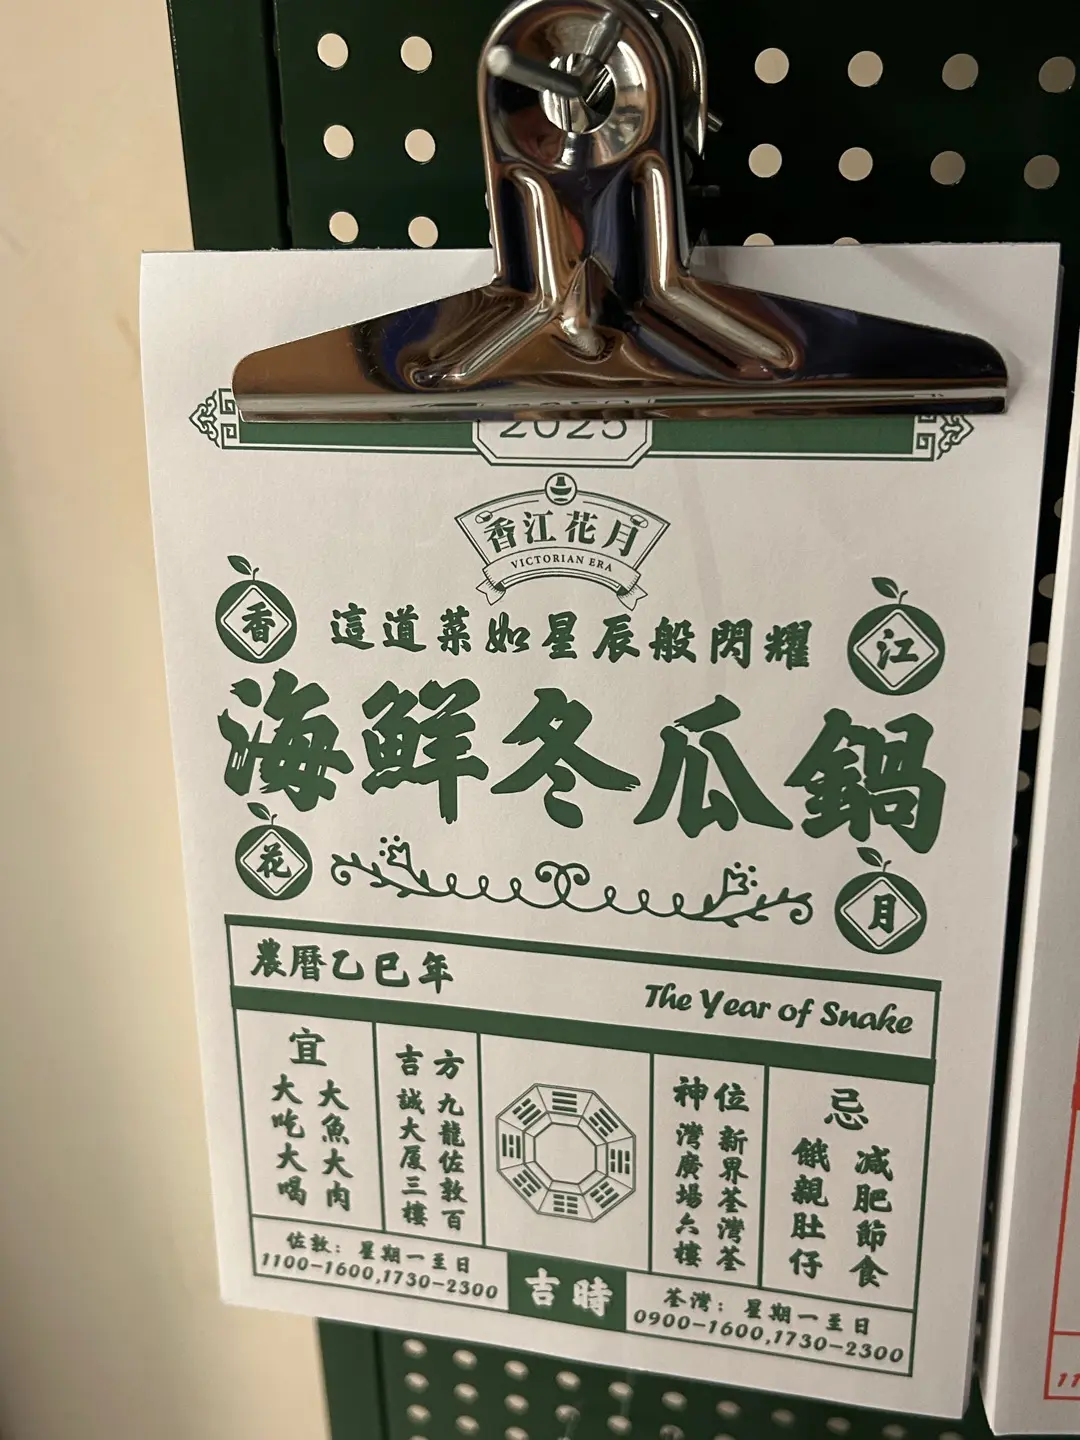 2025
香江花月
VICTORIAN ERA
香
江
這道菜如星辰般閃耀
海鮮冬瓜鍋
花
月
農曆乙巳年
The Year of Snake
宜
大魚大肉
大吃大喝
吉方
九龍佐敦百
誠大厦三樓
神位
新界荃灣荃
灣廣場六樓
忌
減肥節食
餓親肚仔
佐敦：星期一至日
1100-1600,1730-2300
吉時
荃灣：星期一至日
0900-1600,1730-2300